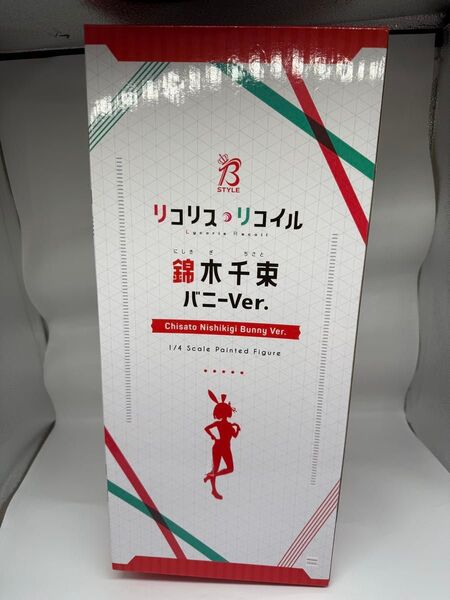 B
STYLE
リコリス・リコイル
Lycoris Recoil
にしき ぎ ちさと
錦木千束
バニーVer.
Chisato Nishikigi Bunny Ver.
1/4 Scale Painted Figure